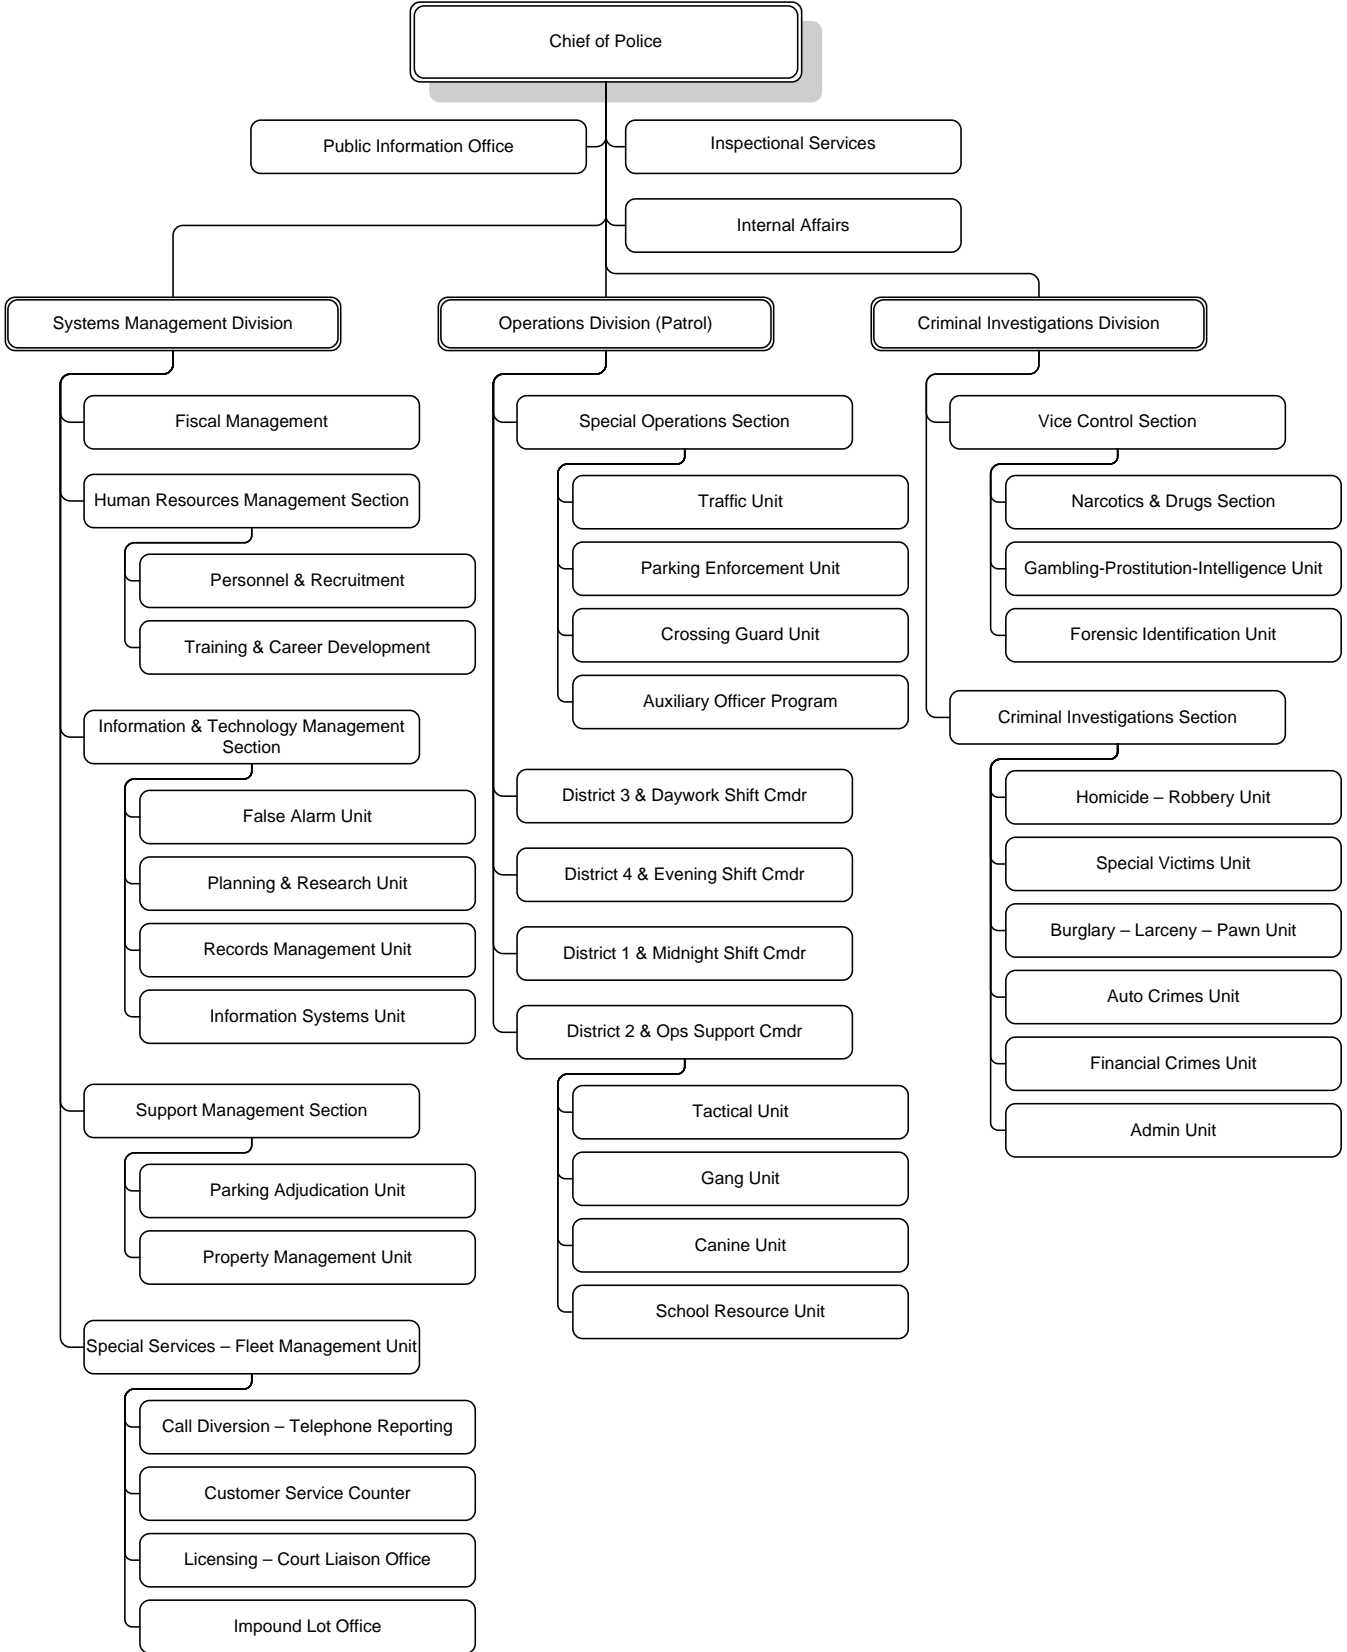 Chief of Police
Public Information Office
Inspectional Services
Internal Affairs
Systems Management Division
Operations Division (Patrol)
Criminal Investigations Division
Fiscal Management
Human Resources Management Section
Personnel & Recruitment
Training & Career Development
Information & Technology Management
Section
False Alarm Unit
Planning & Research Unit
Records Management Unit
Information Systems Unit
Support Management Section
Parking Adjudication Unit
Property Management Unit
Special Services – Fleet Management Unit
Call Diversion – Telephone Reporting
Customer Service Counter
Licensing – Court Liaison Office
Impound Lot Office
Special Operations Section
Traffic Unit
Parking Enforcement Unit
Crossing Guard Unit
Auxiliary Officer Program
District 3 & Daywork Shift Cmdr
District 4 & Evening Shift Cmdr
District 1 & Midnight Shift Cmdr
District 2 & Ops Support Cmdr
Tactical Unit
Gang Unit
Canine Unit
School Resource Unit
Vice Control Section
Narcotics & Drugs Section
Gambling-Prostitution-Intelligence Unit
Forensic Identification Unit
Criminal Investigations Section
Homicide – Robbery Unit
Special Victims Unit
Burglary – Larceny – Pawn Unit
Auto Crimes Unit
Financial Crimes Unit
Admin Unit